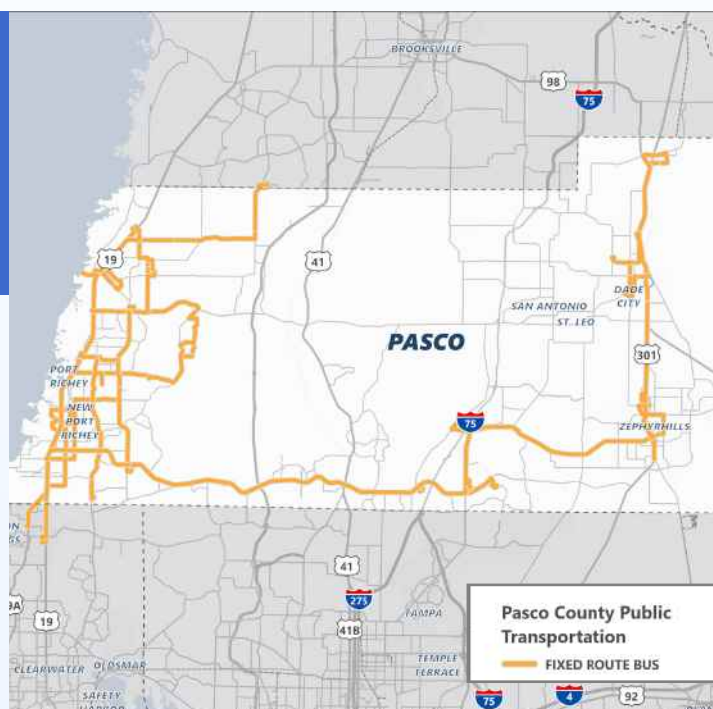 BROOKSVILLE
98
75
19
41
DADE
CITY
SAN ANTONIO
ST. LEO
PASCO
301
PORT
RICHEY
NEW
PORT
RICHEY
75
ZEPHYRHILLS
41
9A
275
19
TAMPA
41B
Pasco County Public
Transportation
FIXED ROUTE BUS
TEMPLE
TERRACE
CLEARWATER
OLDSMAR
SAFETY
75
4
92